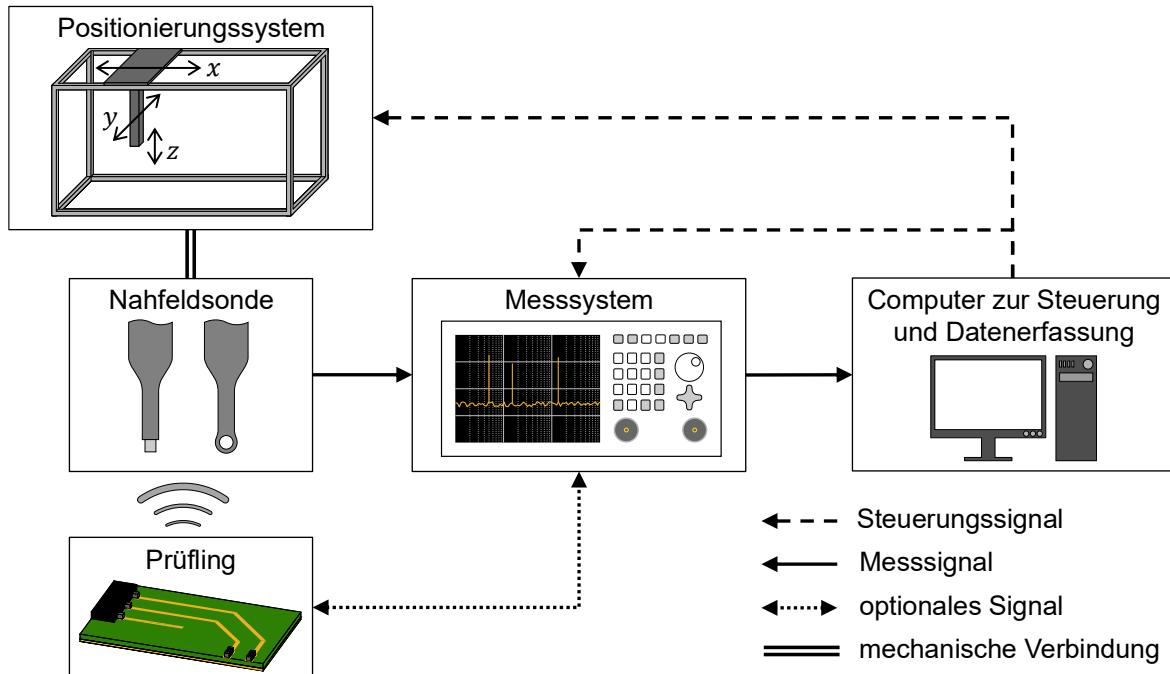 Positionierungssystem
x
y
z
Nahfeldsonde
Messsystem
Computer zur Steuerung
und Datenerfassung
Prüfling
Steuerungssignal
Messsignal
optionales Signal
mechanische Verbindung